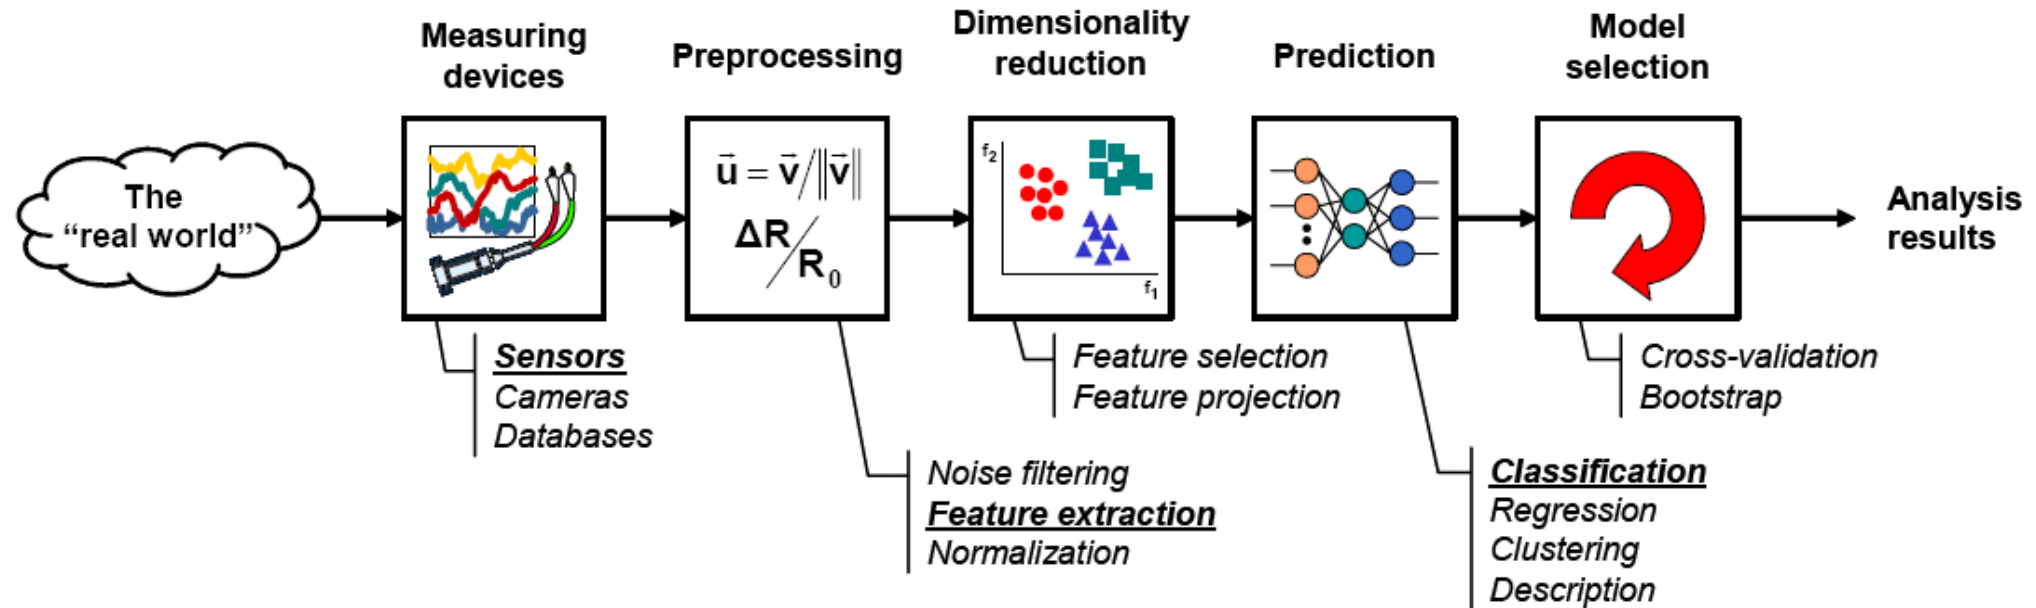 Measuring
devices
Preprocessing
Dimensionality
reduction
Prediction
Model
selection
The
“real world”
u⃗ = v⃗/‖v⃗‖
ΔR/R₀
f₂
f₁
Analysis
results
Sensors
Cameras
Databases
Noise filtering
Feature extraction
Normalization
Feature selection
Feature projection
Classification
Regression
Clustering
Description
Cross-validation
Bootstrap